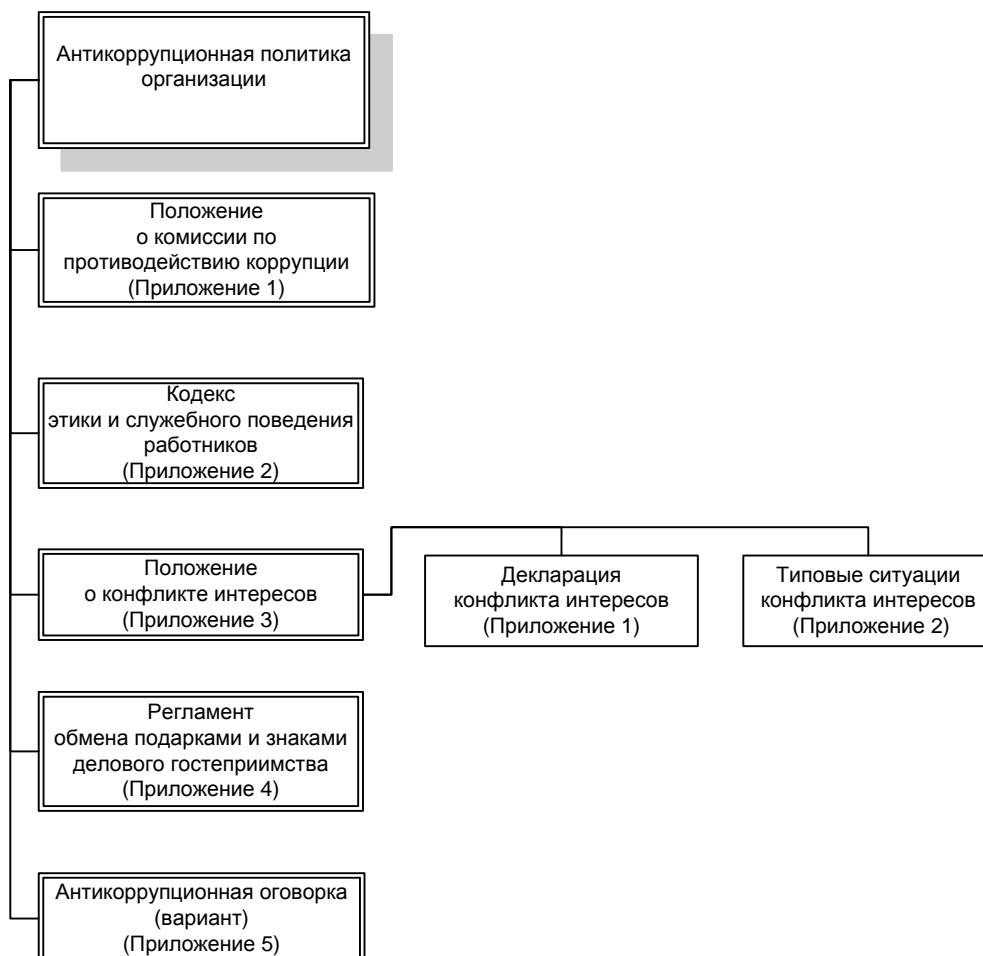 Антикоррупционная политика
организации
Положение
о комиссии по
противодействию коррупции
(Приложение 1)
Кодекс
этики и служебного поведения
работников
(Приложение 2)
Положение
о конфликте интересов
(Приложение 3)
Декларация
конфликта интересов
(Приложение 1)
Типовые ситуации
конфликта интересов
(Приложение 2)
Регламент
обмена подарками и знаками
делового гостеприимства
(Приложение 4)
Антикоррупционная оговорка
(вариант)
(Приложение 5)